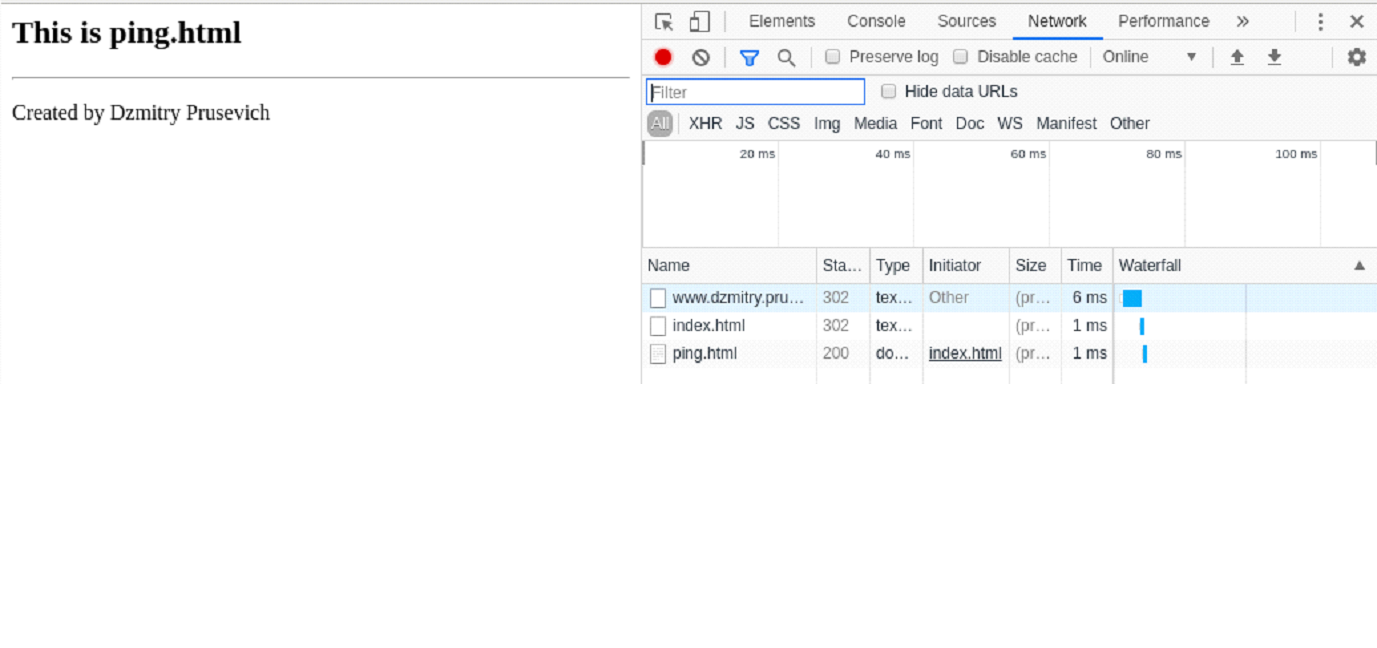 This is ping.html
Created by Dzmitry Prusevich
Elements Console Sources Network Performance »
Preserve log Disable cache Online
Filter Hide data URLs
All XHR JS CSS Img Media Font Doc WS Manifest Other
20 ms 40 ms 60 ms 80 ms 100 ms
Name Sta... Type Initiator Size Time Waterfall
www.dzmitry.pru... 302 tex... Other (pr... 6 ms
index.html 302 tex... (pr... 1 ms
ping.html 200 do... index.html (pr... 1 ms